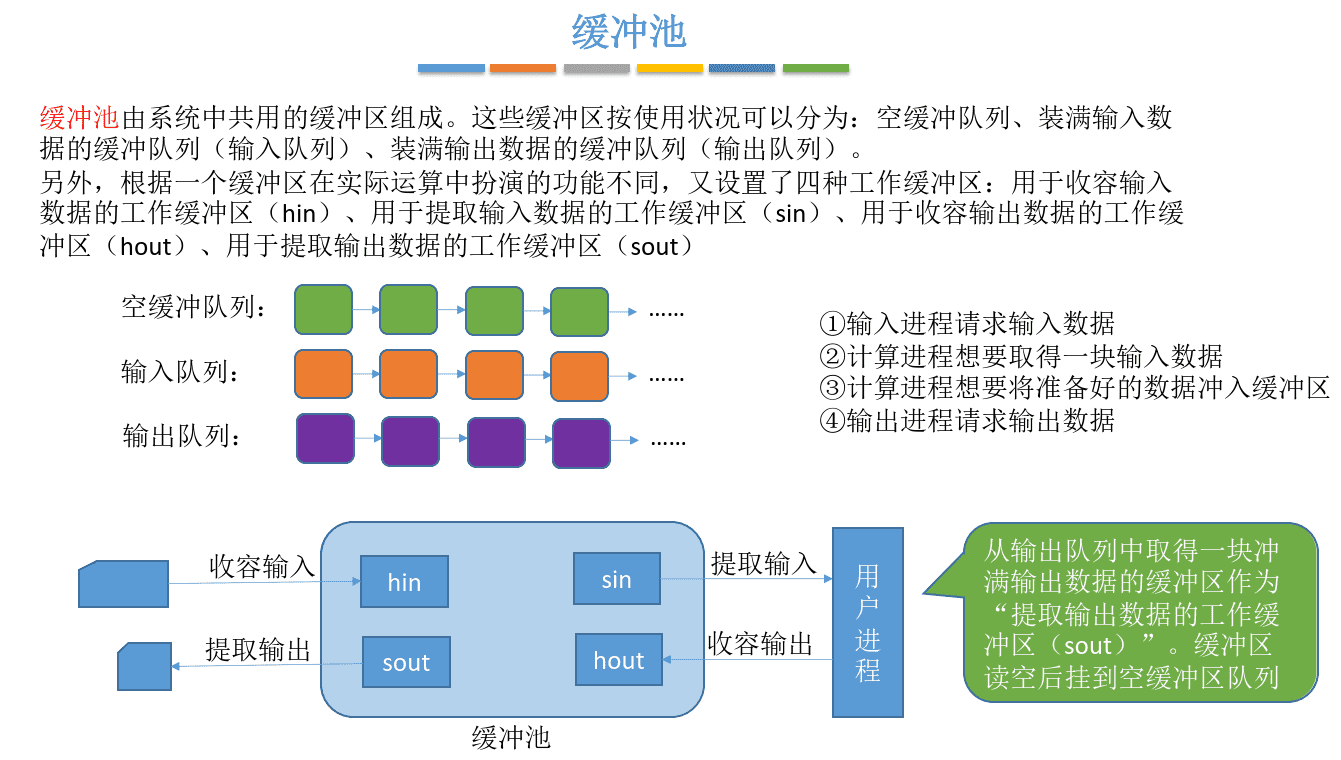 缓冲池
缓冲池由系统中共用的缓冲区组成。这些缓冲区按使用状况可以分为：空缓冲队列、装满输入数
据的缓冲队列（输入队列）、装满输出数据的缓冲队列（输出队列）。
另外，根据一个缓冲区在实际运算中扮演的功能不同，又设置了四种工作缓冲区：用于收容输入
数据的工作缓冲区（hin）、用于提取输入数据的工作缓冲区（sin）、用于收容输出数据的工作缓
冲区（hout）、用于提取输出数据的工作缓冲区（sout）
空缓冲队列：
……
输入队列：
……
输出队列：
……
①输入进程请求输入数据
②计算进程想要取得一块输入数据
③计算进程想要将准备好的数据冲入缓冲区
④输出进程请求输出数据
收容输入
hin
sin
提取输入
提取输出
sout
hout
收容输出
用
户
进
程
缓冲池
从输出队列中取得一块冲
满输出数据的缓冲区作为
“提取输出数据的工作缓
冲区（sout）”。缓冲区
读空后挂到空缓冲区队列